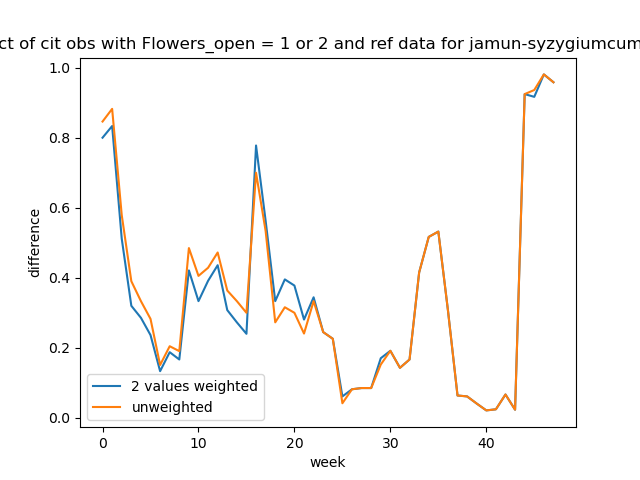 ct of cit obs with Flowers_open = 1 or 2 and ref data for jamun-syzygiumcum
1.0
0.8
0.6
0.4
0.2
0.0
difference
2 values weighted
unweighted
0 10 20 30 40
week